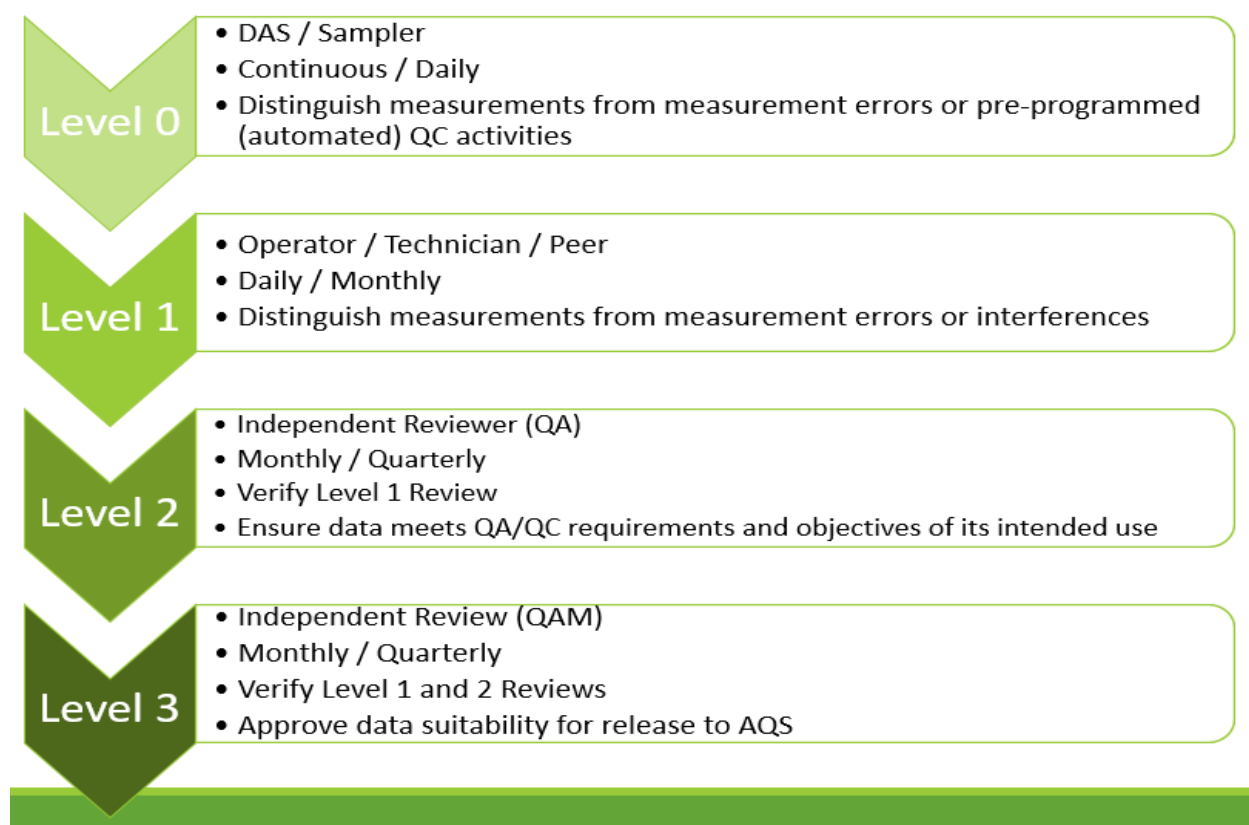 Level 0
• DAS / Sampler
• Continuous / Daily
• Distinguish measurements from measurement errors or pre-programmed
(automated) QC activities
Level 1
• Operator / Technician / Peer
• Daily / Monthly
• Distinguish measurements from measurement errors or interferences
Level 2
• Independent Reviewer (QA)
• Monthly / Quarterly
• Verify Level 1 Review
• Ensure data meets QA/QC requirements and objectives of its intended use
Level 3
• Independent Review (QAM)
• Monthly / Quarterly
• Verify Level 1 and 2 Reviews
• Approve data suitability for release to AQS